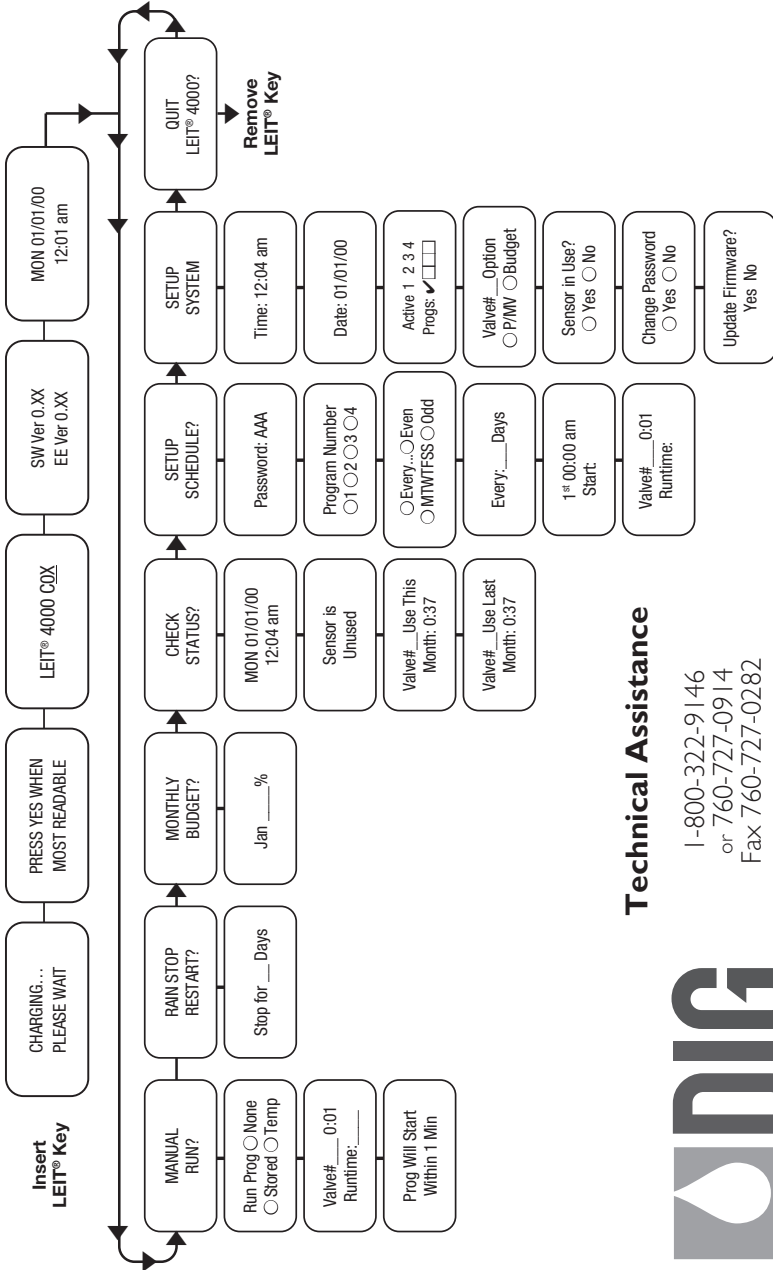 Insert
LEIT® Key
CHARGING...
PLEASE WAIT
PRESS YES WHEN
MOST READABLE
LEIT® 4000 C0X
SW Ver 0.XX
EE Ver 0.XX
MON 01/01/00
12:01 am
MANUAL
RUN?
Run Prog ○ None
○ Stored ○ Temp
Valve#___ 0:01
Runtime:____
Prog Will Start
Within 1 Min
RAIN STOP
RESTART?
Stop for __ Days
MONTHLY
BUDGET?
Jan ____%
CHECK
STATUS?
MON 01/01/00
12:04 am
Sensor is
Unused
Valve#__Use This
Month: 0:37
Valve#__Use Last
Month: 0:37
SETUP
SCHEDULE?
Password: AAA
Program Number
○1 ○2 ○3 ○4
○ Every...○ Even
○ MTWTFSS ○ Odd
Every:___Days
1st 00:00 am
Start:
Valve#___0:01
Runtime:
SETUP
SYSTEM
Time: 12:04 am
Date: 01/01/00
Active 1 2 3 4
Progs: ✓□□□
Valve#__Option
○ P/MV ○ Budget
Sensor in Use?
○ Yes ○ No
Change Password
○ Yes ○ No
Update Firmware?
Yes No
QUIT
LEIT® 4000?
Remove
LEIT® Key
DIG
Technical Assistance
1-800-322-9146
or 760-727-0914
Fax 760-727-0282